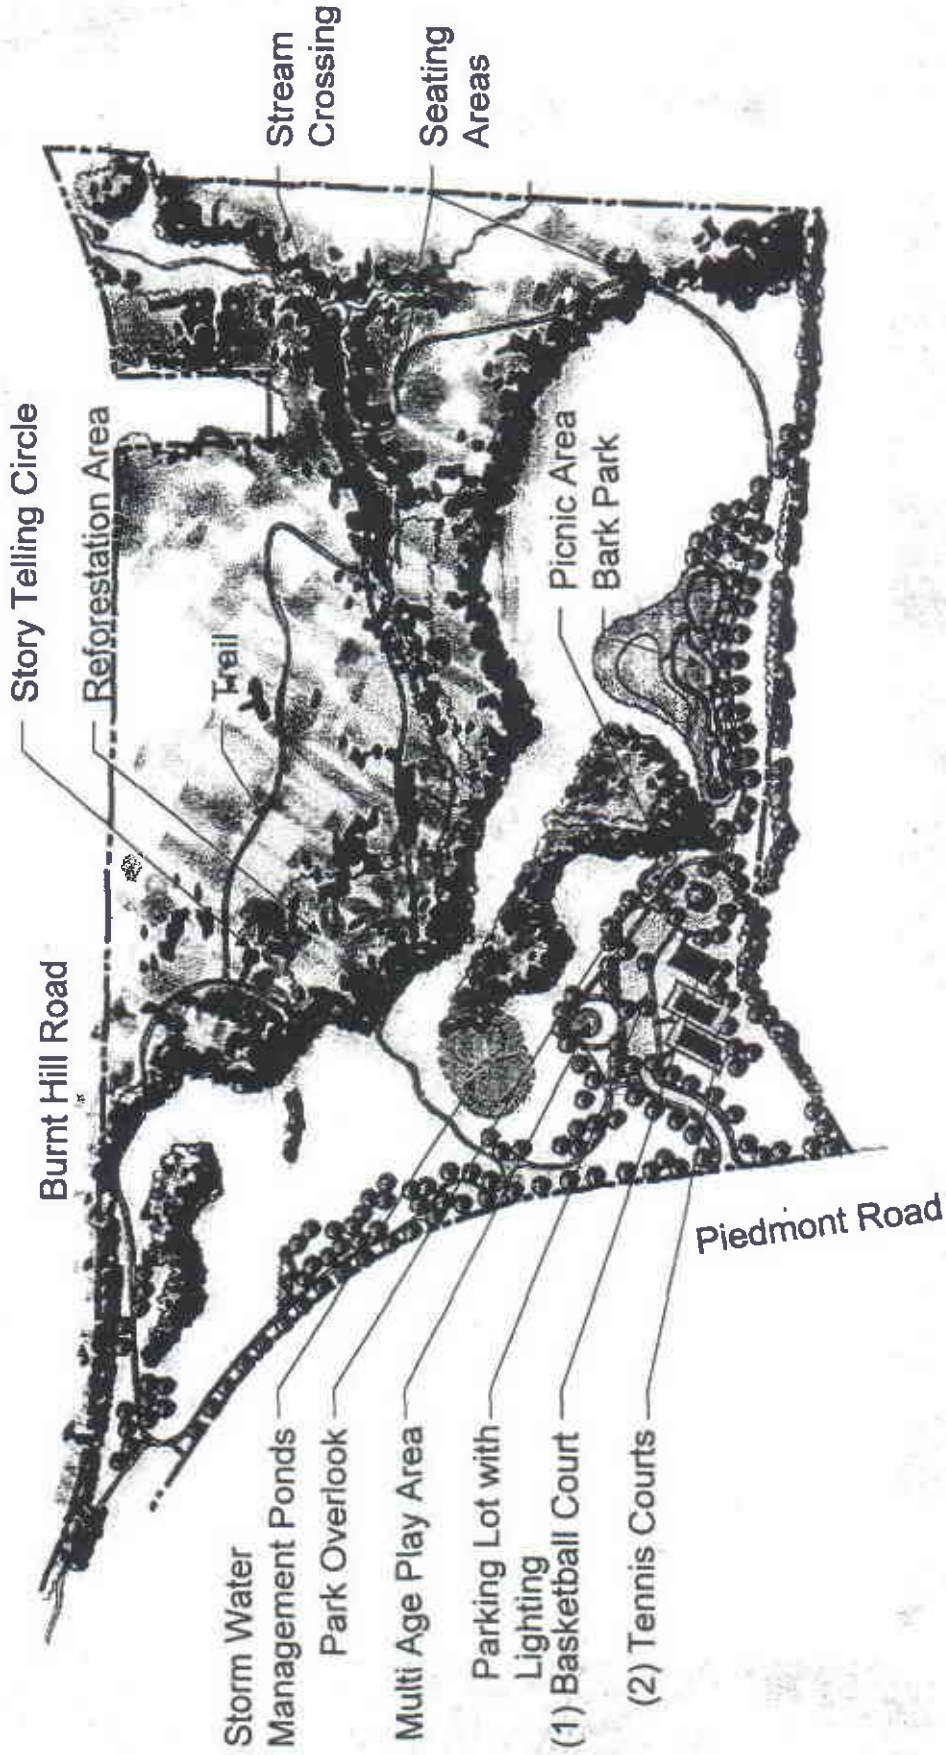 Burnt Hill Road
Story Telling Circle
Reforestation Area
Trail
Stream
Crossing
Seating
Areas
Picnic Area
Bark Park
Storm Water
Management Ponds
Park Overlook
Multi Age Play Area
Parking Lot with
Lighting
(1) Basketball Court
(2) Tennis Courts
Piedmont Road